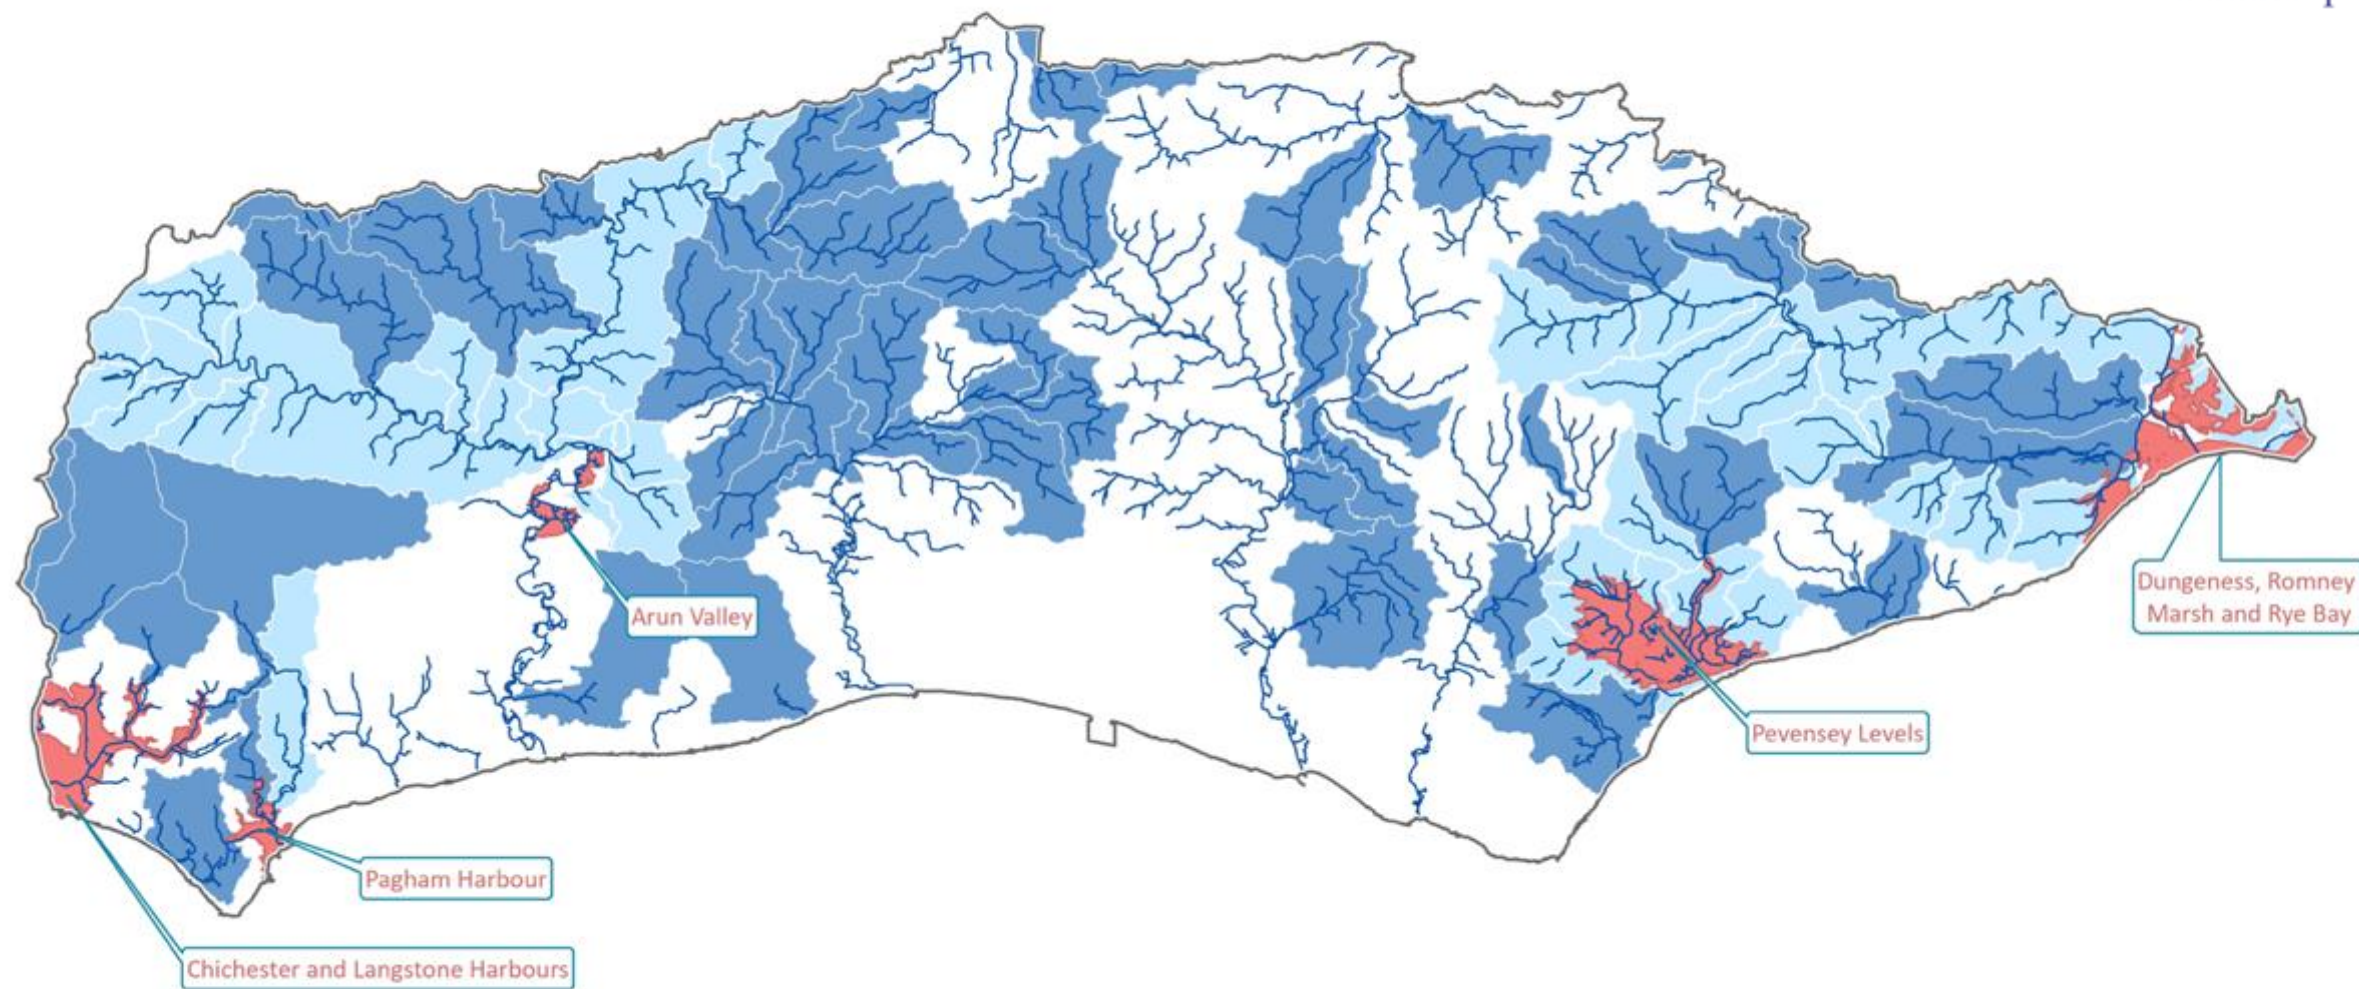 Arun Valley
Dungeness, Romney
Marsh and Rye Bay
Pevensey Levels
Pagham Harbour
Chichester and Langstone Harbours